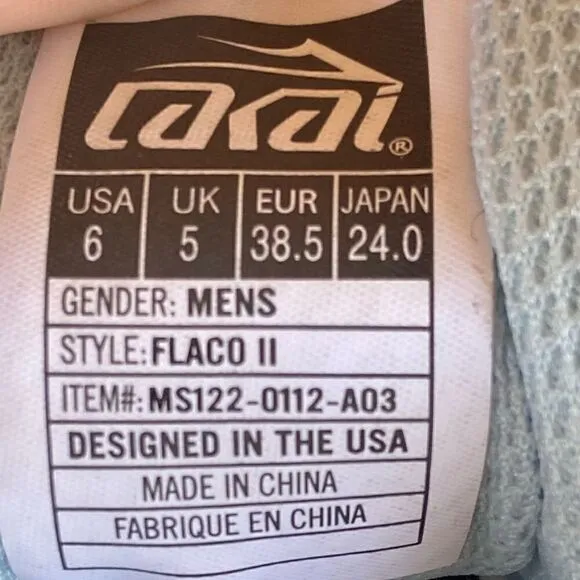 Lakai®
USA UK EUR JAPAN
6 5 38.5 24.0
GENDER: MENS
STYLE: FLACO II
ITEM#: MS122-0112-A03
DESIGNED IN THE USA
MADE IN CHINA
FABRIQUE EN CHINA